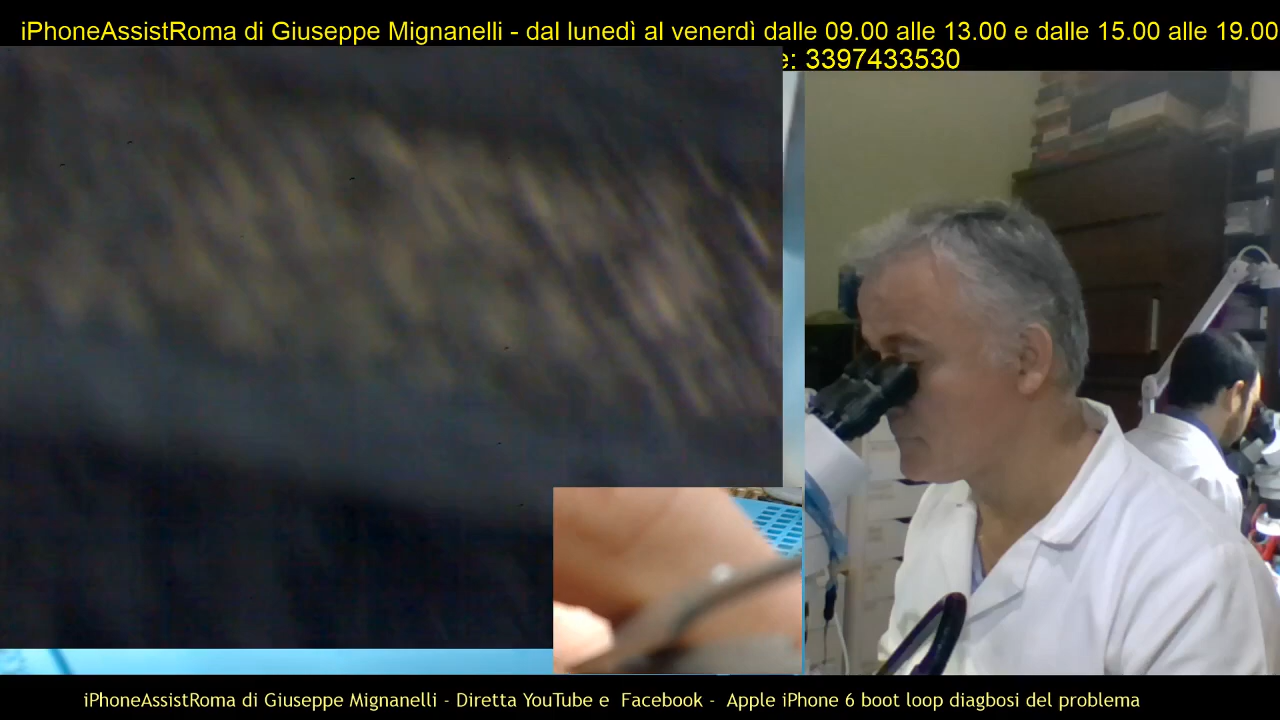 iPhoneAssistRoma di Giuseppe Mignanelli - dal lunedì al venerdì dalle 09.00 alle 13.00 e dalle 15.00 alle 19.00
: 3397433530
iPhoneAssistRoma di Giuseppe Mignanelli - Diretta YouTube e Facebook - Apple iPhone 6 boot loop diagbosi del problema